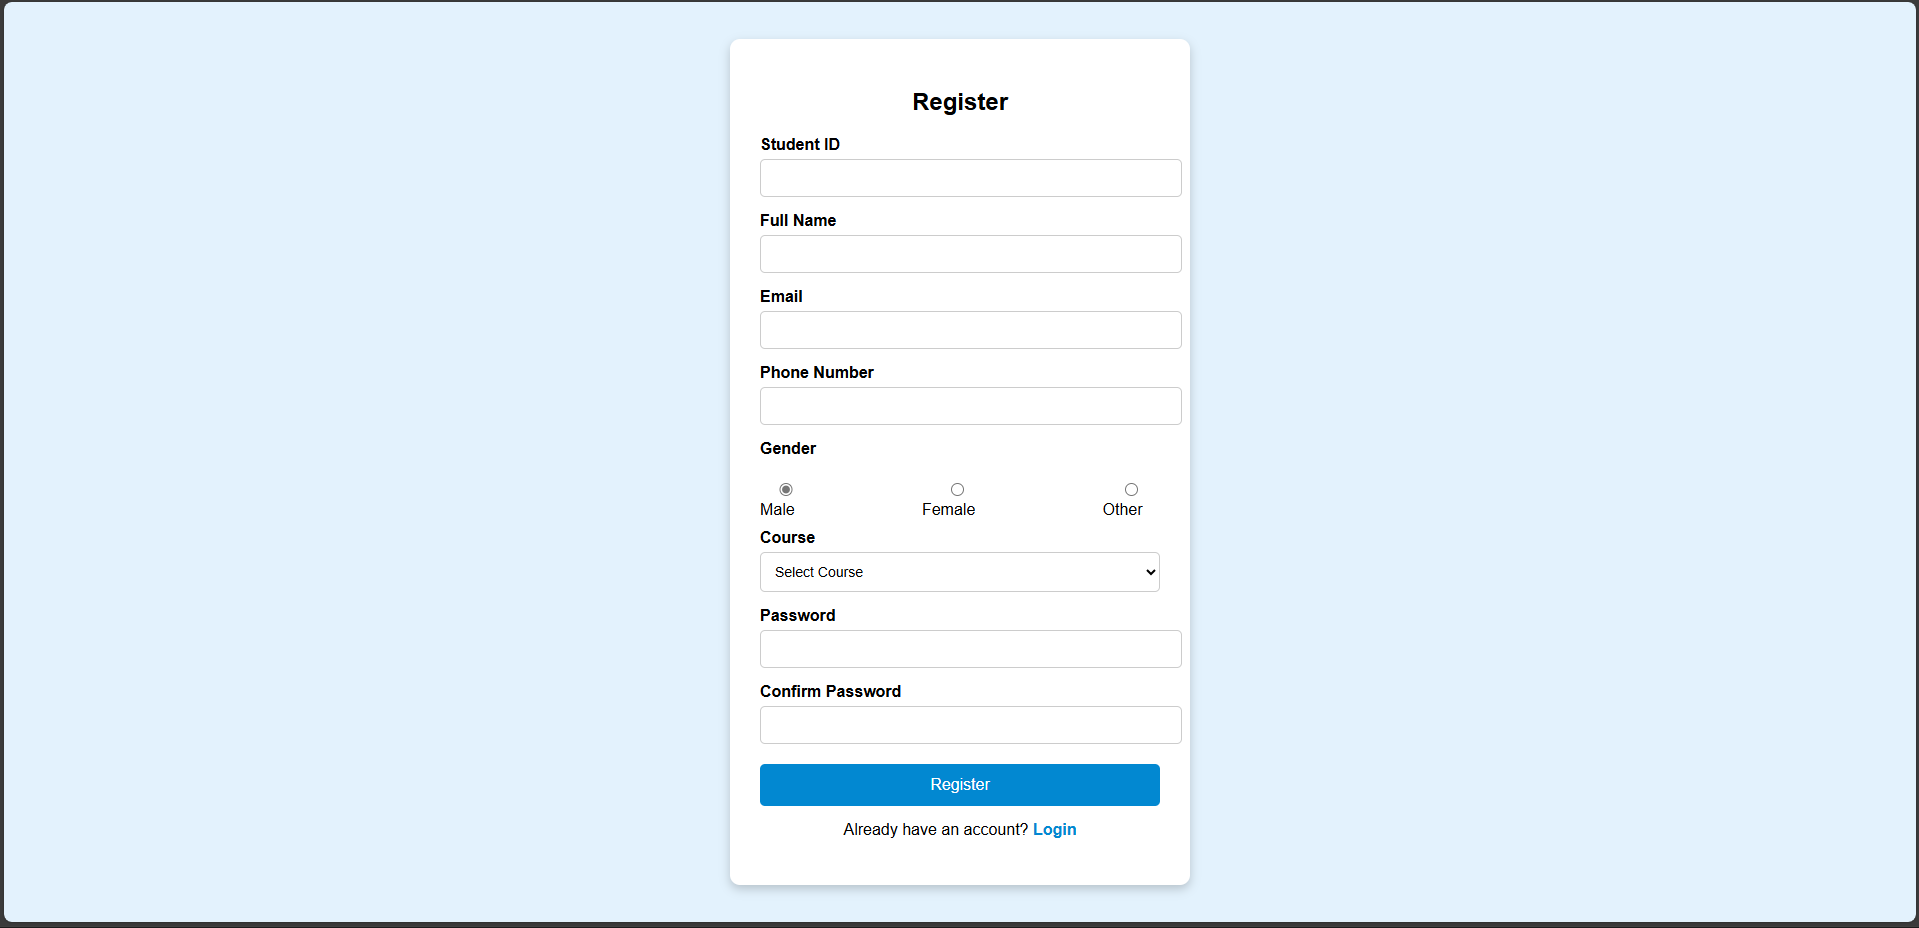 Register
Student ID
Full Name
Email
Phone Number
Gender
Male Female Other
Course
Select Course
Password
Confirm Password
Register
Already have an account? Login